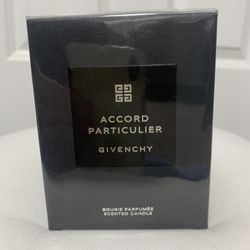 ACCORD
PARTICULIER
GIVENCHY
BOUGIE PARFUMÉE
SCENTED CANDLE